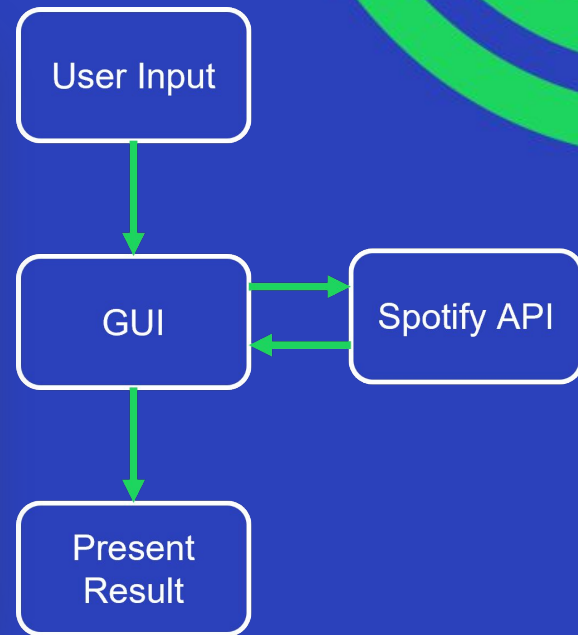 User Input
GUI
Spotify API
Present
Result